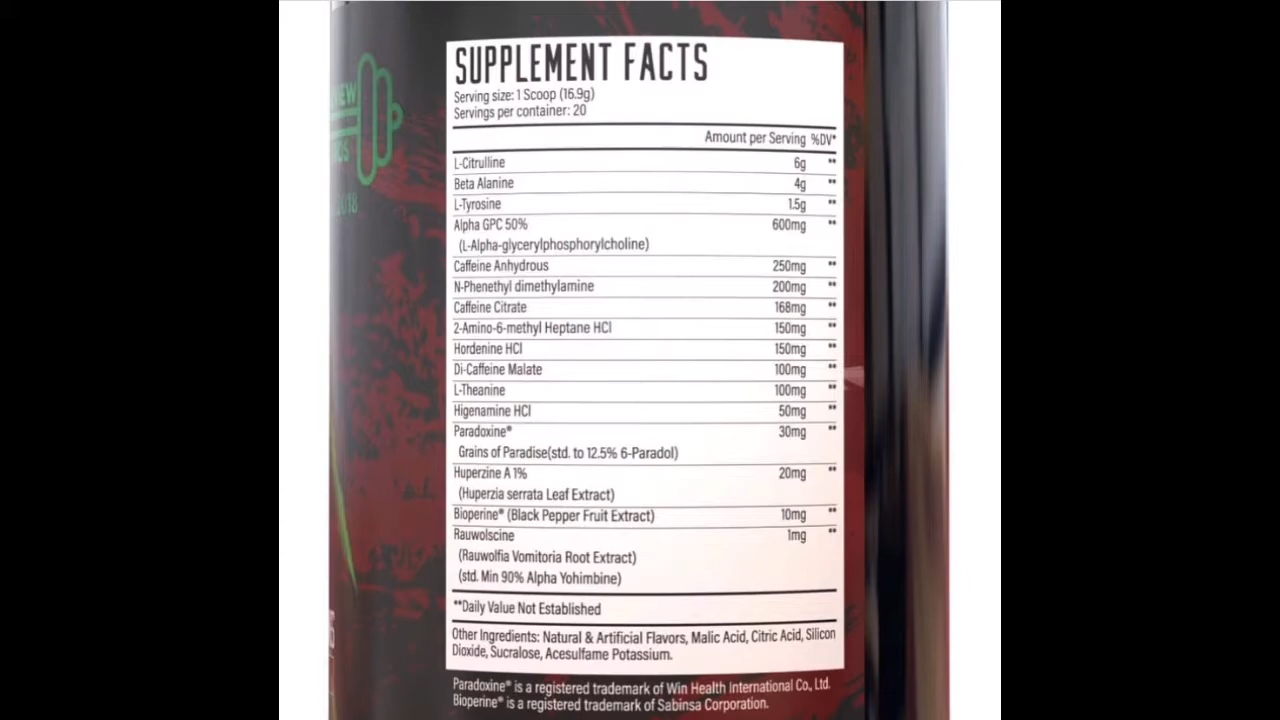 SUPPLEMENT FACTS
Serving size: 1 Scoop (16.9g)
Servings per container: 20
Amount per Serving %DV*
L-Citrulline 6g **
Beta Alanine 4g **
L-Tyrosine 1.5g **
Alpha GPC 50% 600mg **
(L-Alpha-glycerylphosphorylcholine)
Caffeine Anhydrous 250mg **
N-Phenethyl dimethylamine 200mg **
Caffeine Citrate 168mg **
2-Amino-6-methyl Heptane HCl 150mg **
Hordenine HCl 150mg **
Di-Caffeine Malate 100mg **
L-Theanine 100mg **
Higenamine HCl 50mg **
Paradoxine® 30mg **
Grains of Paradise(std. to 12.5% 6-Paradol)
Huperzine A 1% 20mg **
(Huperzia serrata Leaf Extract)
Bioperine® (Black Pepper Fruit Extract) 10mg **
Rauwolscine 1mg **
(Rauwolfia Vomitoria Root Extract)
(std. Min 90% Alpha Yohimbine)
**Daily Value Not Established
Other Ingredients: Natural & Artificial Flavors, Malic Acid, Citric Acid, Silicon
Dioxide, Sucralose, Acesulfame Potassium.
Paradoxine® is a registered trademark of Win Health International Co., Ltd.
Bioperine® is a registered trademark of Sabinsa Corporation.